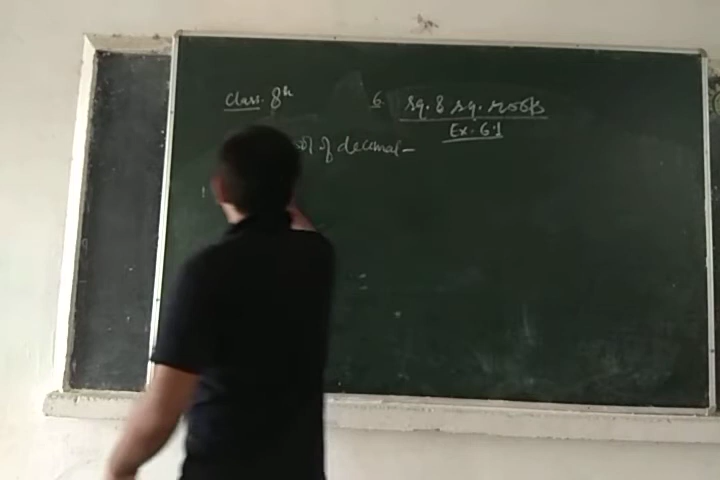 Class. 8th 6. Sq. & sq. roots
Ex. 6.1
of decimal –